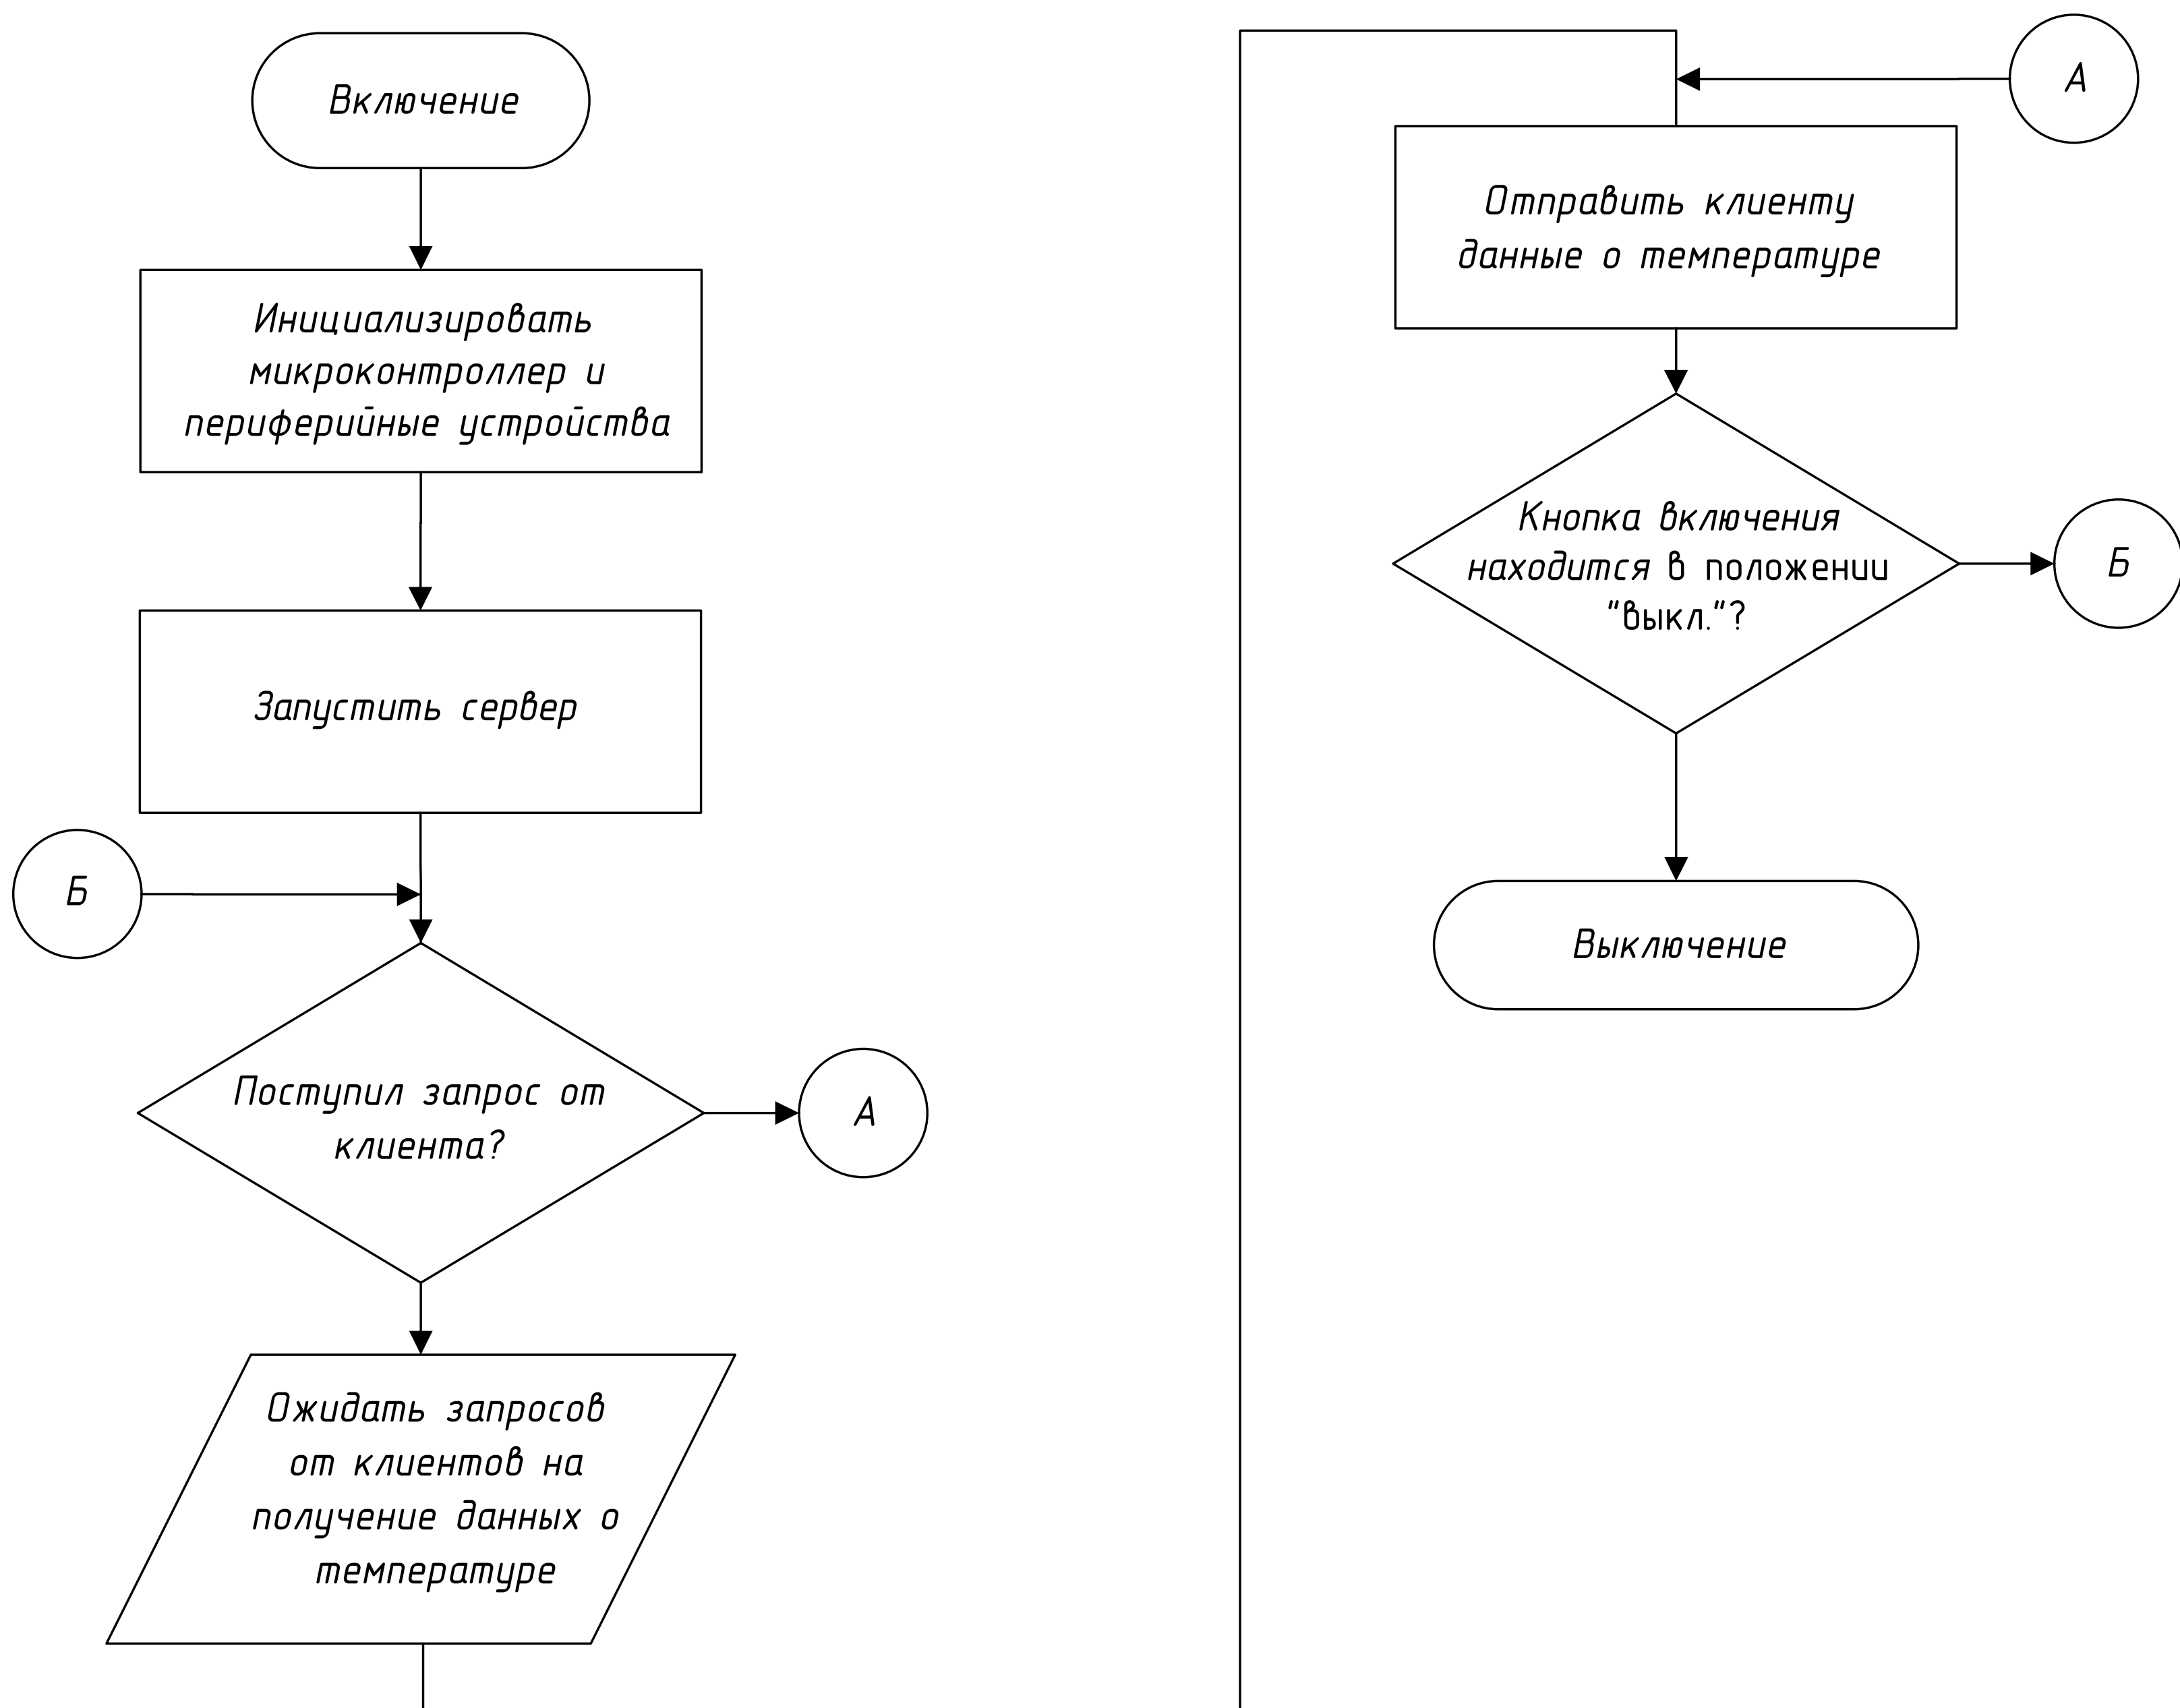 Включение
Инициализировать
микроконтроллер и
периферийные устройства
Запустить сервер
Б
Поступил запрос от
клиента?
А
Ожидать запросов
от клиентов на
получение данных о
температуре
А
Отправить клиенту
данные о температуре
Кнопка включения
находится в положении
"выкл."?
Б
Выключение